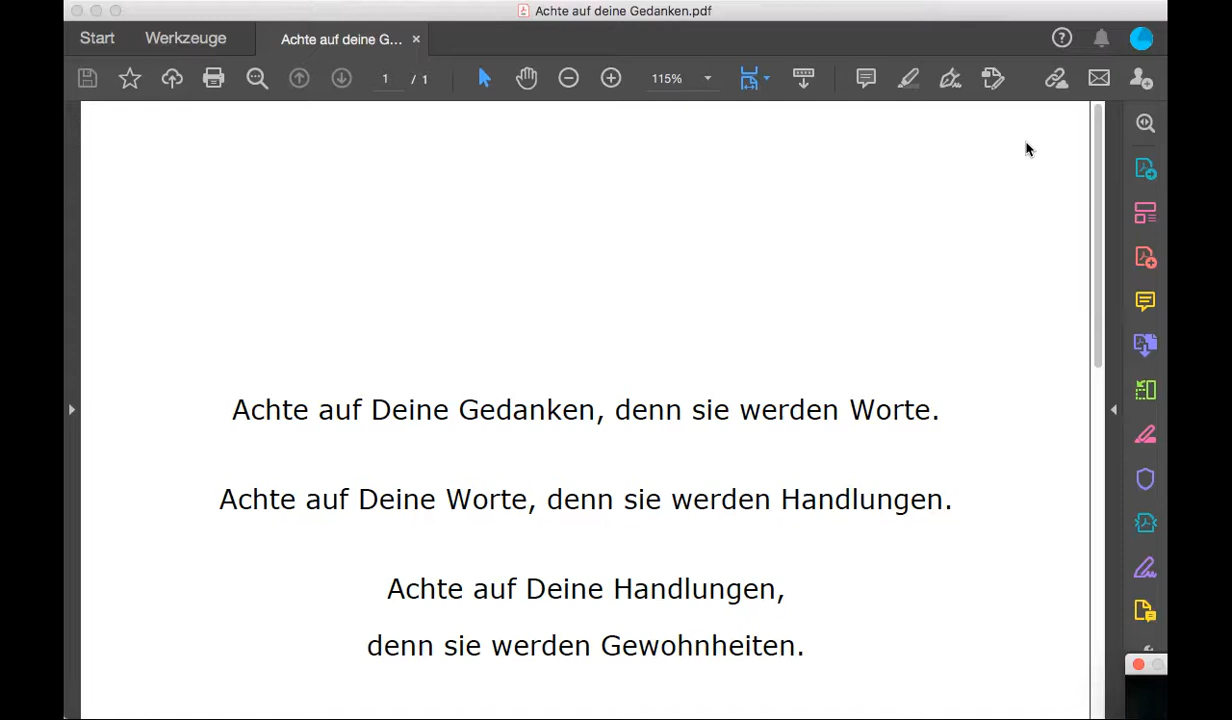 Achte auf deine Gedanken.pdf
Start Werkzeuge Achte auf deine G... ×
1 / 1 115%
Achte auf Deine Gedanken, denn sie werden Worte.
Achte auf Deine Worte, denn sie werden Handlungen.
Achte auf Deine Handlungen,
denn sie werden Gewohnheiten.